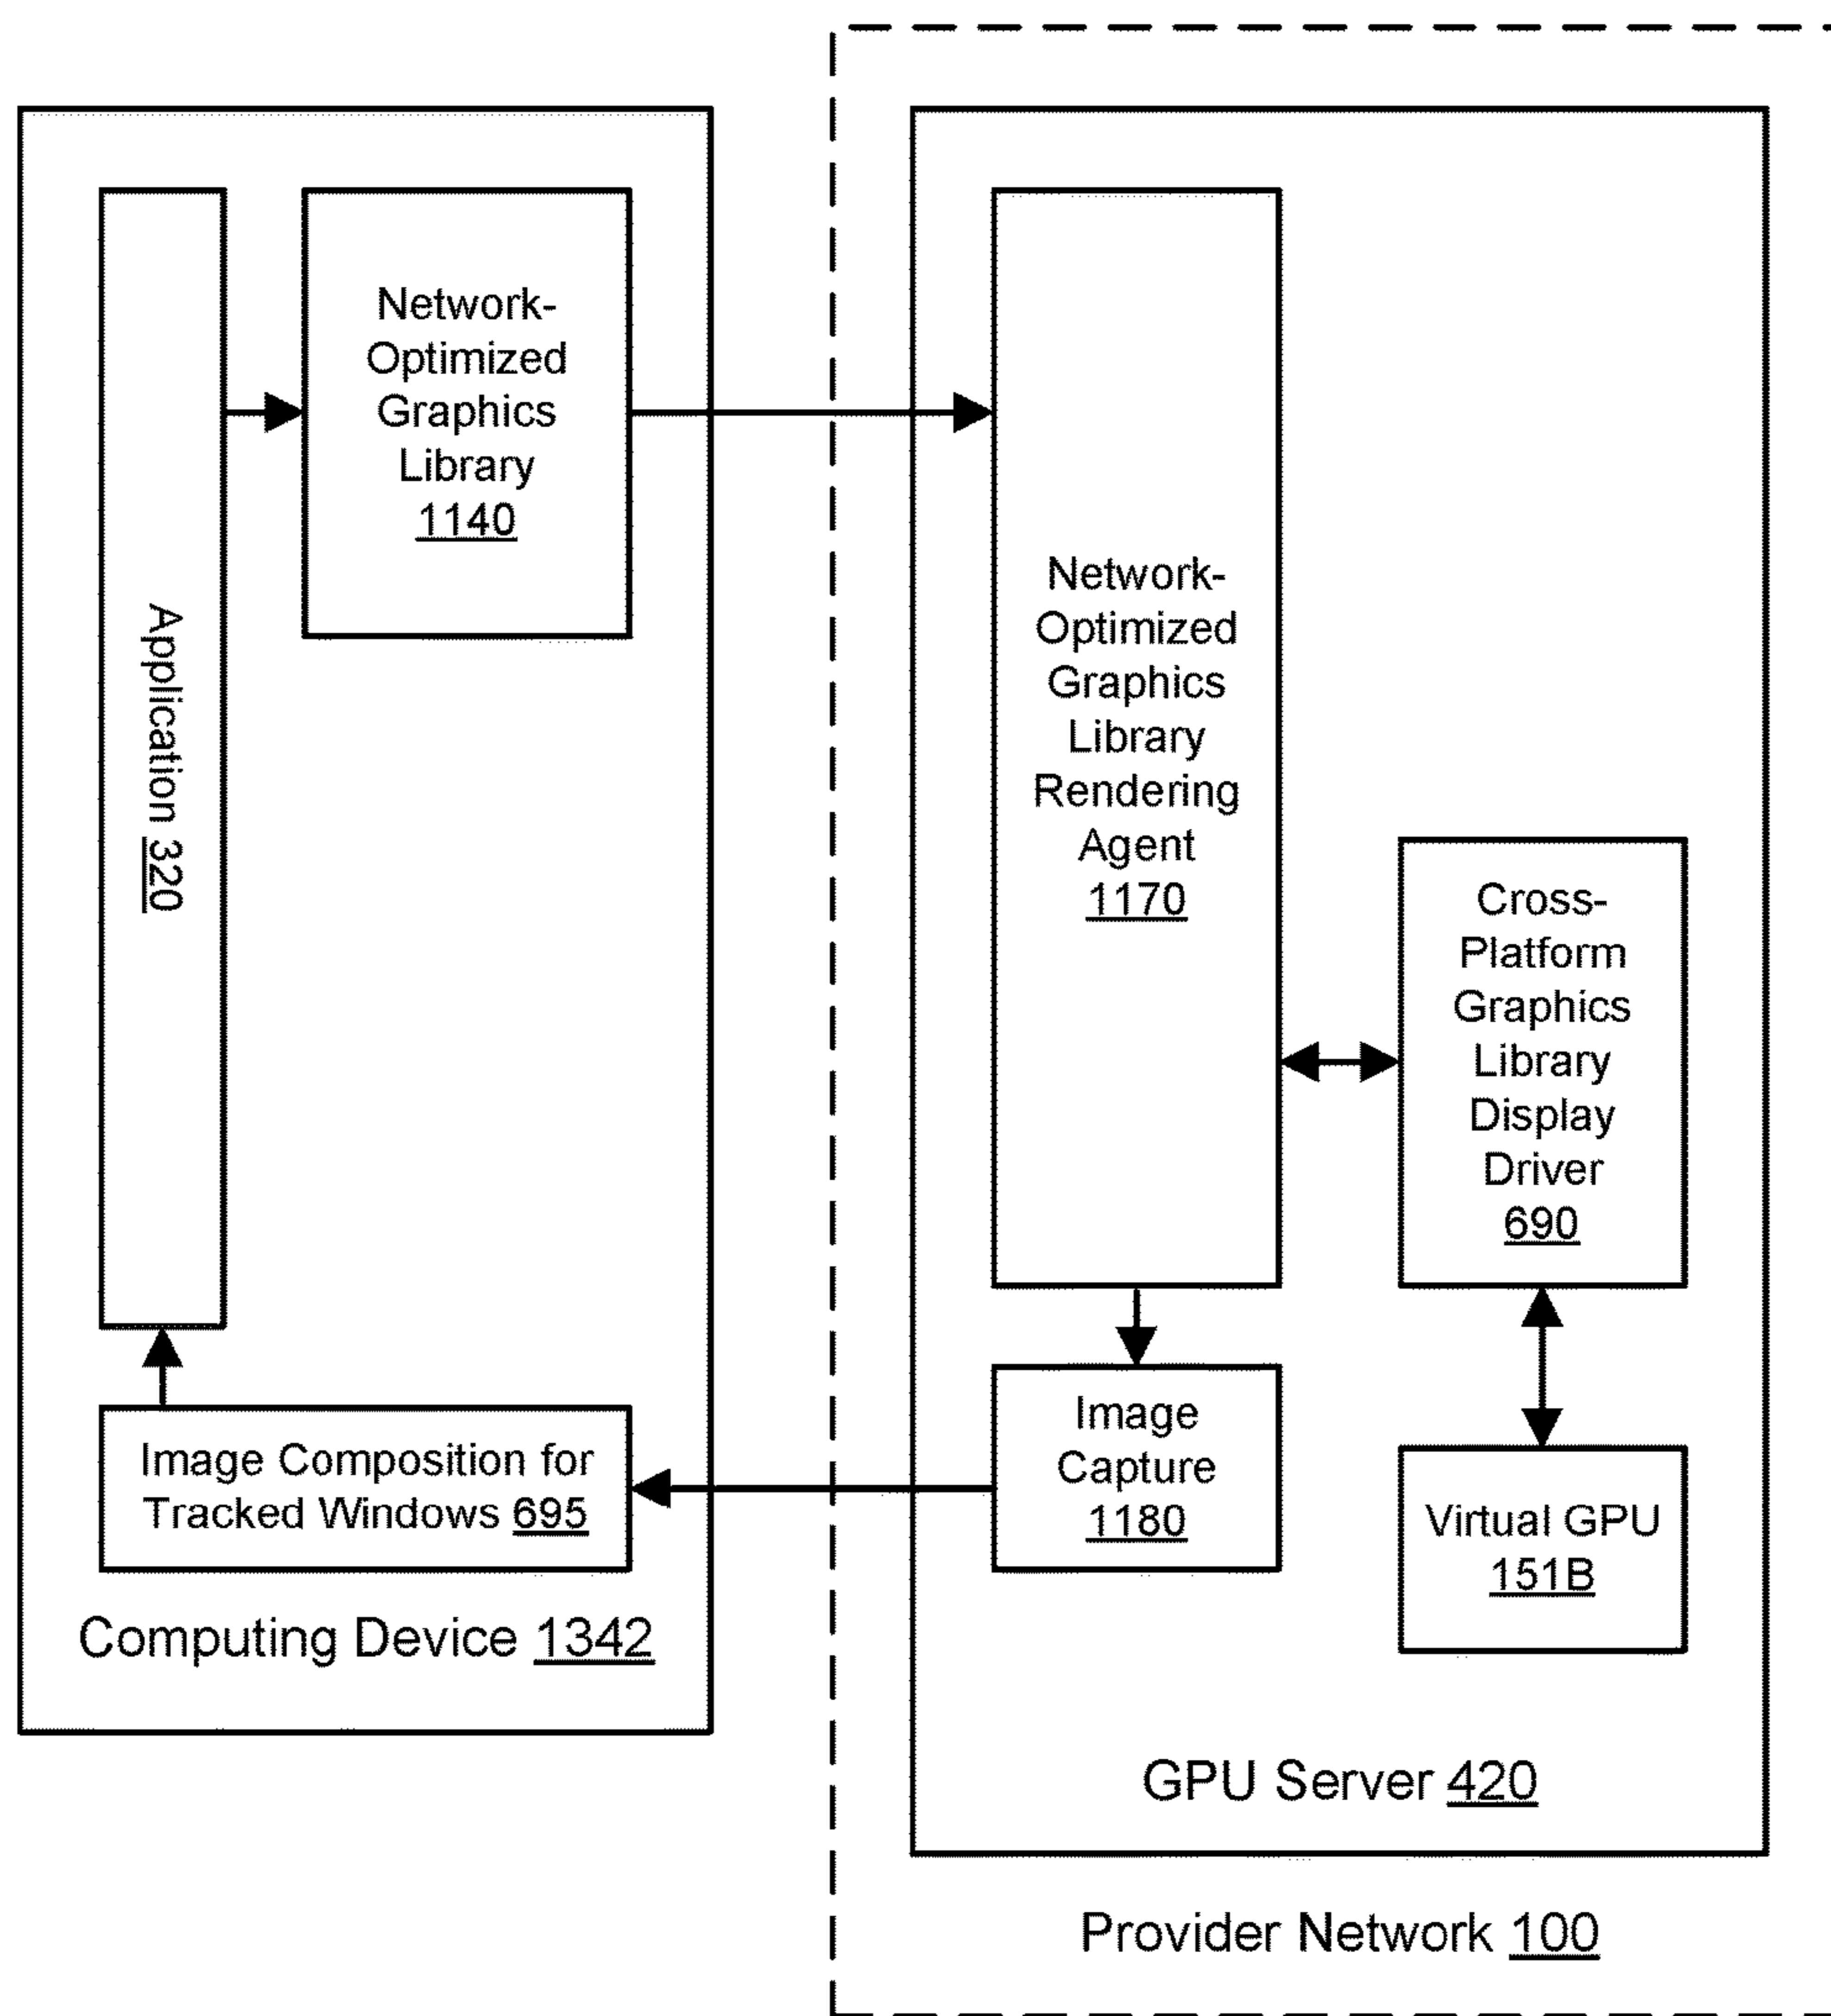 Application 320
Network-
Optimized
Graphics
Library
1140
Image Composition for
Tracked Windows 695
Computing Device 1342
Network-
Optimized
Graphics
Library
Rendering
Agent
1170
Cross-
Platform
Graphics
Library
Display
Driver
690
Image
Capture
1180
Virtual GPU
151B
GPU Server 420
Provider Network 100